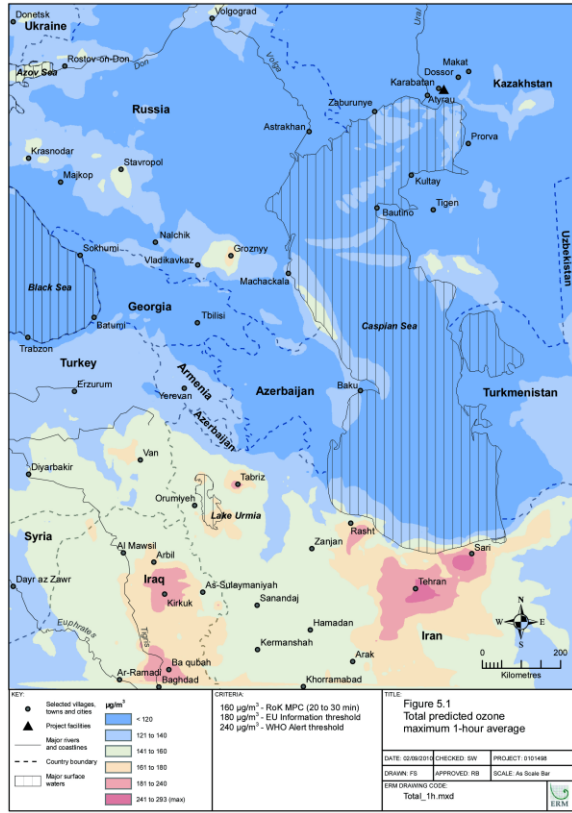 Donetsk
Ukraine
Volgograd
Ural
Makat
Dossor
Rostov-on-Don
Don
Azov Sea
Volga
Karabatan
Kazakhstan
Atyrau
Russia
Zaburunye
Astrakhan
Prorva
Krasnodar
Stavropol
Majkop
Kultay
Bautino
Tigen
Nalchik
Sokhumi
Groznyy
Vladikavkaz
Uzbekistan
Machackala
Black Sea
Georgia
Tbilisi
Batumi
Caspian Sea
Trabzon
Turkey
Armenia
Erzurum
Yerevan
Azerbaijan
Baku
Turkmenistan
Azerbaijan
Van
Diyarbakir
Tabriz
Orumiyeh
Lake Urmia
Rasht
Syria
Zanjan
Sari
Al Mawsil
Arbil
Dayr az Zawr
Iraq
As-Sulaymaniyah
Tehran
Kirkuk
Sanandaj
N
W E
S
Euphrates
Tigris
Hamadan
Iran
Kermanshah
Arak
0 200
Kilometres
Ba qubah
Ar-Ramadi
Baghdad
Khorramabad
KEY:
Selected villages,
towns and cities
Project facilities
Major rivers
and coastlines
Country boundary
Major surface
waters
µg/m³
< 120
121 to 140
141 to 160
161 to 180
181 to 240
241 to 293 (max)
CRITERIA:
160 µg/m³ - RoK MPC (20 to 30 min)
180 µg/m³ - EU Information threshold
240 µg/m³ - WHO Alert threshold
TITLE:
Figure 5.1
Total predicted ozone
maximum 1-hour average
DATE: 02/09/2010 CHECKED: SW PROJECT: 0101498
DRAWN: FS APPROVED: RB SCALE: As Scale Bar
ERM DRAWING CODE:
Total_1h.mxd
ERM